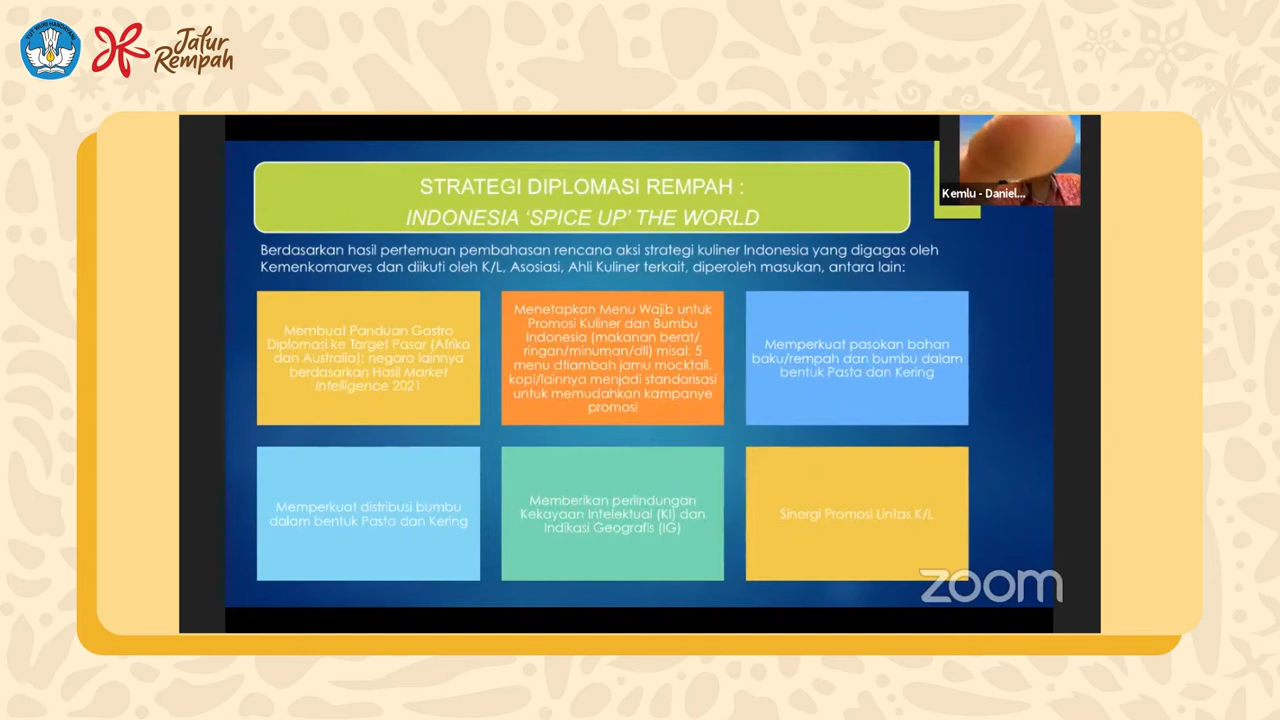 TUT WURI HANDAYANI
Jalur
Rempah
STRATEGI DIPLOMASI REMPAH :
INDONESIA ‘SPICE UP’ THE WORLD
Kemlu - Daniel...
Berdasarkan hasil pertemuan pembahasan rencana aksi strategi kuliner Indonesia yang digagas oleh
Kemenkomarves dan diikuti oleh K/L, Asosiasi, Ahli Kuliner terkait, diperoleh masukan, antara lain:
Membuat Panduan Gastro
Diplomasi ke Target Pasar (Afrika
dan Australia); negara lainnya
berdasarkan Hasil Market
Intelligence 2021
Menetapkan Menu Wajib untuk
Promosi Kuliner dan Bumbu
Indonesia (makanan berat/
ringan/minuman/dll) misal: 5
menu dtiambah jamu mocktail,
kopi/lainnya menjadi standarisasi
untuk memudahkan kampanye
promosi
Memperkuat pasokan bahan
baku/rempah dan bumbu dalam
bentuk Pasta dan Kering
Memperkuat distribusi bumbu
dalam bentuk Pasta dan Kering
Memberikan perlindungan
Kekayaan Intelektual (KI) dan
Indikasi Geografis (IG)
Sinergi Promosi Lintas K/L
zoom